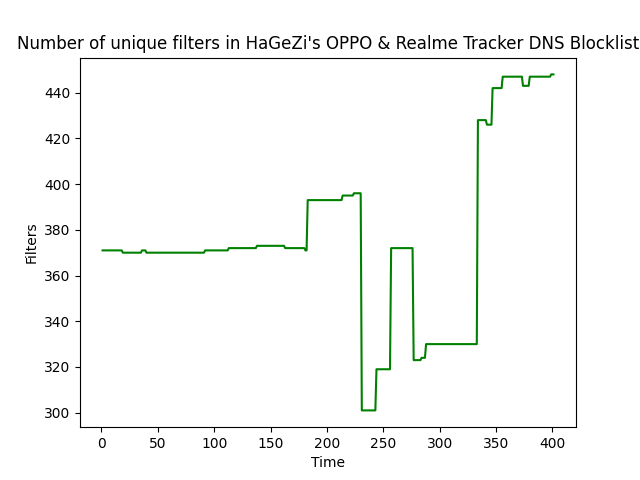 Number of unique filters in HaGeZi's OPPO & Realme Tracker DNS Blocklist
440
420
400
380
360
340
320
300
Filters
0 50 100 150 200 250 300 350 400
Time